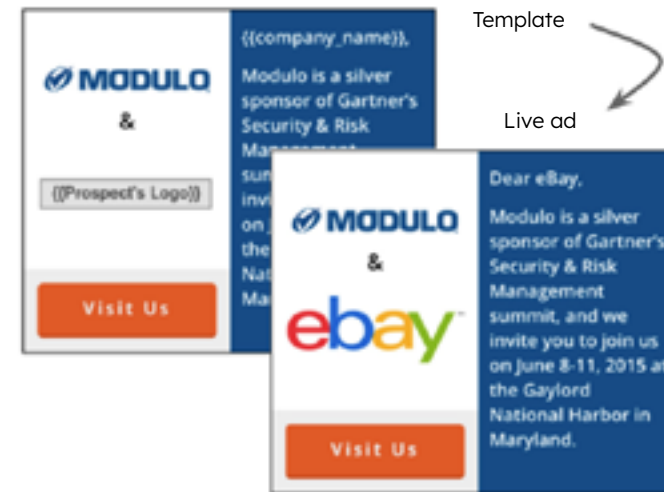 Template
Live ad
MODULO
&
{{Prospect's Logo}}
Visit Us
{{company_name}},
Modulo is a silver
sponsor of Gartner's
Security & Risk
Management
MODULO
&
ebay
Visit Us
Dear eBay,
Modulo is a silver
sponsor of Gartner's
Security & Risk
Management
summit, and we
invite you to join us
on June 8-11, 2015 at
the Gaylord
National Harbor in
Maryland.